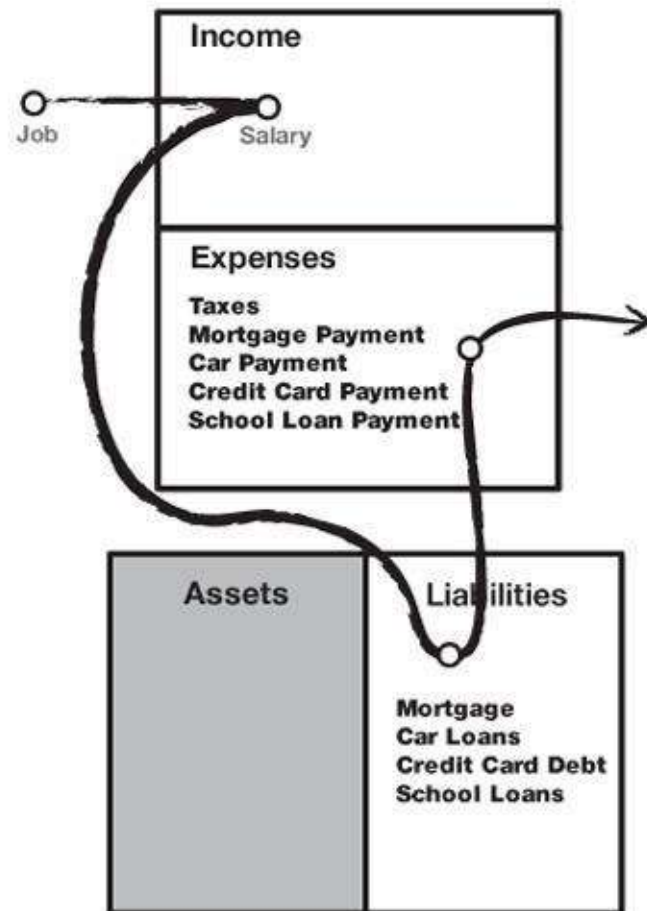 Income
Job
Salary
Expenses
Taxes
Mortgage Payment
Car Payment
Credit Card Payment
School Loan Payment
Assets
Liabilities
Mortgage
Car Loans
Credit Card Debt
School Loans